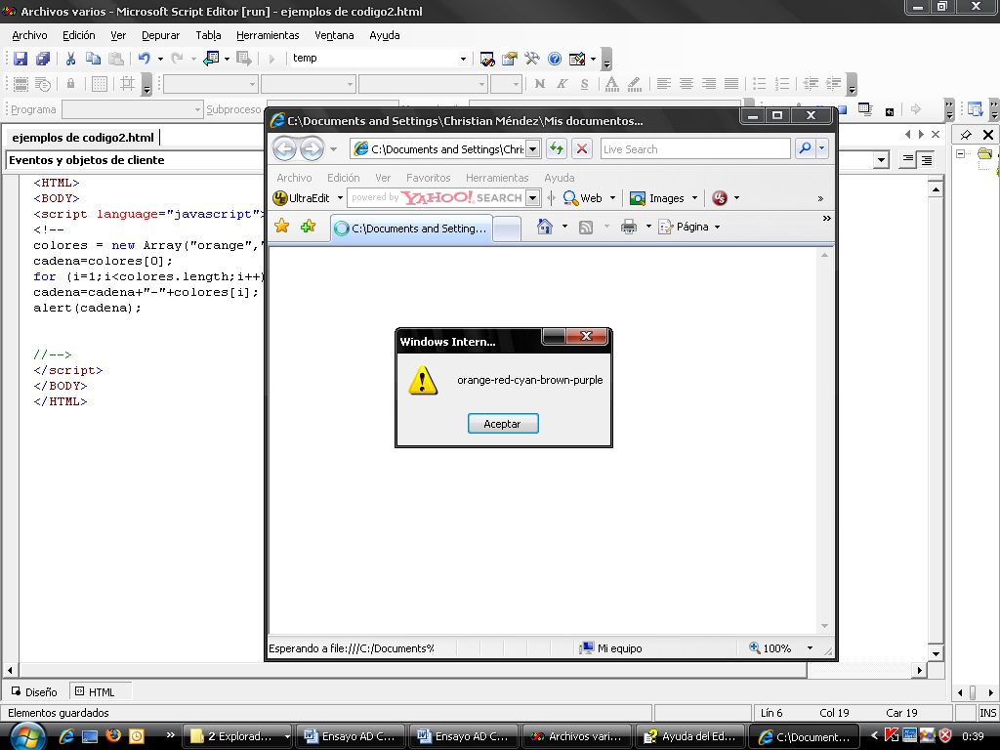 Archivos varios - Microsoft Script Editor [run] - ejemplos de codigo2.html
Archivo Edición Ver Depurar Tabla Herramientas Ventana Ayuda
temp
N K S A
Programa Subproceso
ejemplos de codigo2.html
Eventos y objetos de cliente
<HTML>
<BODY>
<script language="javascript">
<!--
colores = new Array("orange","
cadena=colores[0];
for (i=1;i<colores.length;i++)
cadena=cadena+"-"+colores[i];
alert(cadena);
//-->
</script>
</BODY>
</HTML>
C:\Documents and Settings\Christian Méndez\Mis documentos...
C:\Documents and Settings\Chris
Live Search
Archivo Edición Ver Favoritos Herramientas Ayuda
UltraEdit powered by YAHOO! SEARCH Web Images »
C:\Documents and Setting... Página »
Windows Intern...
orange-red-cyan-brown-purple
Aceptar
Esperando a file:///C:/Documents% Mi equipo 100%
Diseño HTML
Elementos guardados Lín 6 Col 19 Car 19 INS
» 2 Explorad... Ensayo AD C... Ensayo AD C... Archivos vari... Ayuda del Ed... C:\Document... 0:39